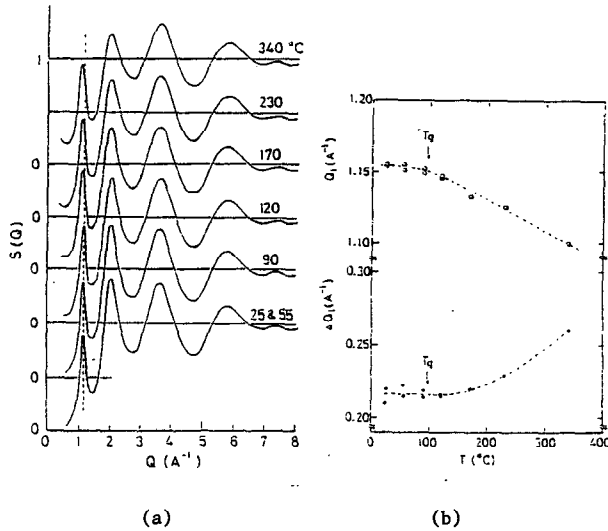 340 °C
230
170
120
90
25 & 55
1
0
0
0
0
0
0
S(Q)
0 1 2 3 4 5 6 7 8
Q (A⁻¹)
(a)
1.20
1.15
1.10
0.30
0.25
0.20
Q₁(A⁻¹)
ΔQ₁(A⁻¹)
Tg
Tg
0 100 200 300 400
T (°C)
(b)